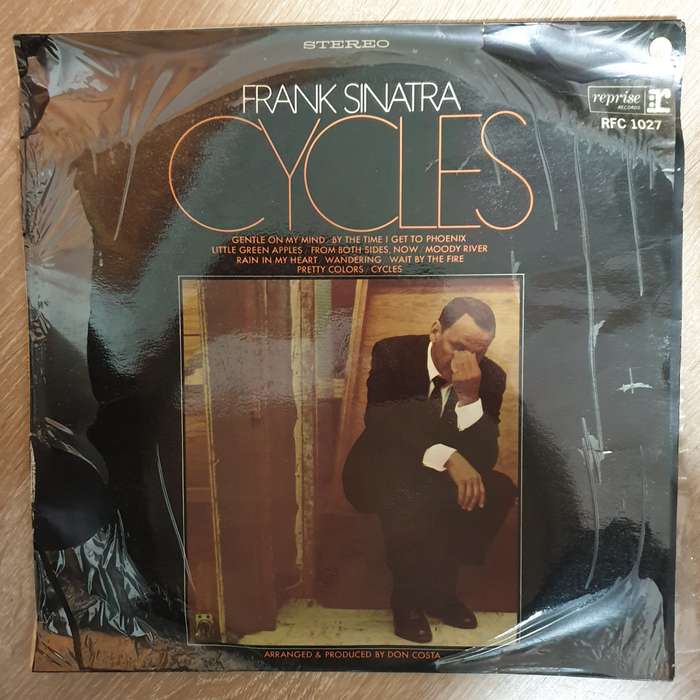 STEREO
FRANK SINATRA
CYCLES
reprise
RECORDS
r:
RFC 1027
GENTLE ON MY MIND / BY THE TIME I GET TO PHOENIX
LITTLE GREEN APPLES / FROM BOTH SIDES, NOW / MOODY RIVER
RAIN IN MY HEART / WANDERING / WAIT BY THE FIRE
PRETTY COLORS / CYCLES
ARRANGED & PRODUCED BY DON COSTA